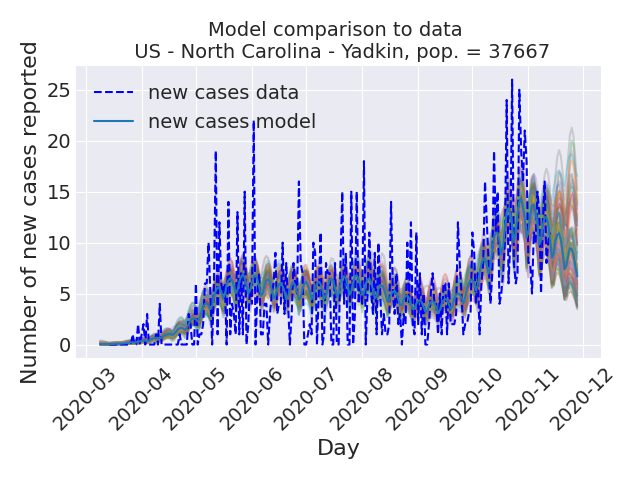 Model comparison to data
US - North Carolina - Yadkin, pop. = 37667
Number of new cases reported
25
20
15
10
5
0
new cases data
new cases model
2020-03
2020-04
2020-05
2020-06
2020-07
2020-08
2020-09
2020-10
2020-11
2020-12
Day